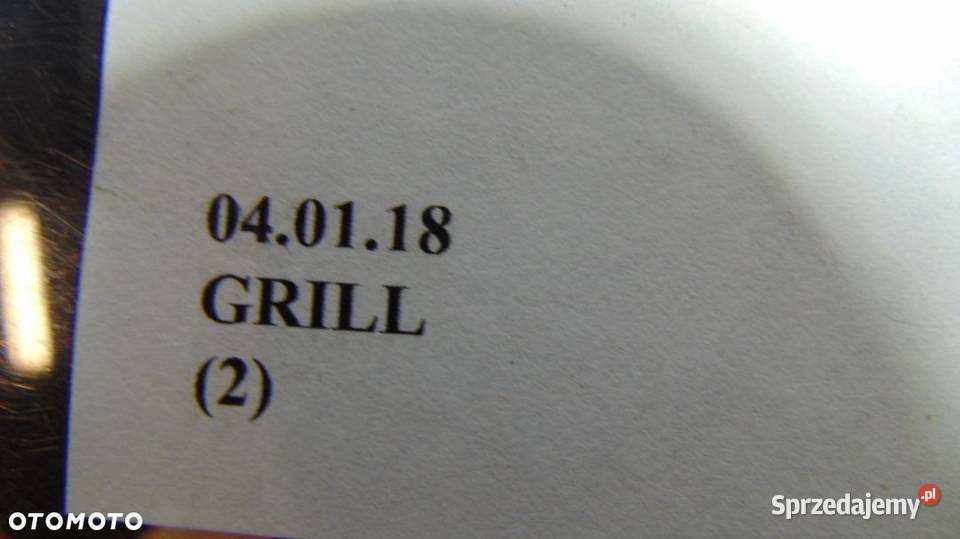 04.01.18
GRILL
(2)
OTOMOTO
Sprzedajemy.pl